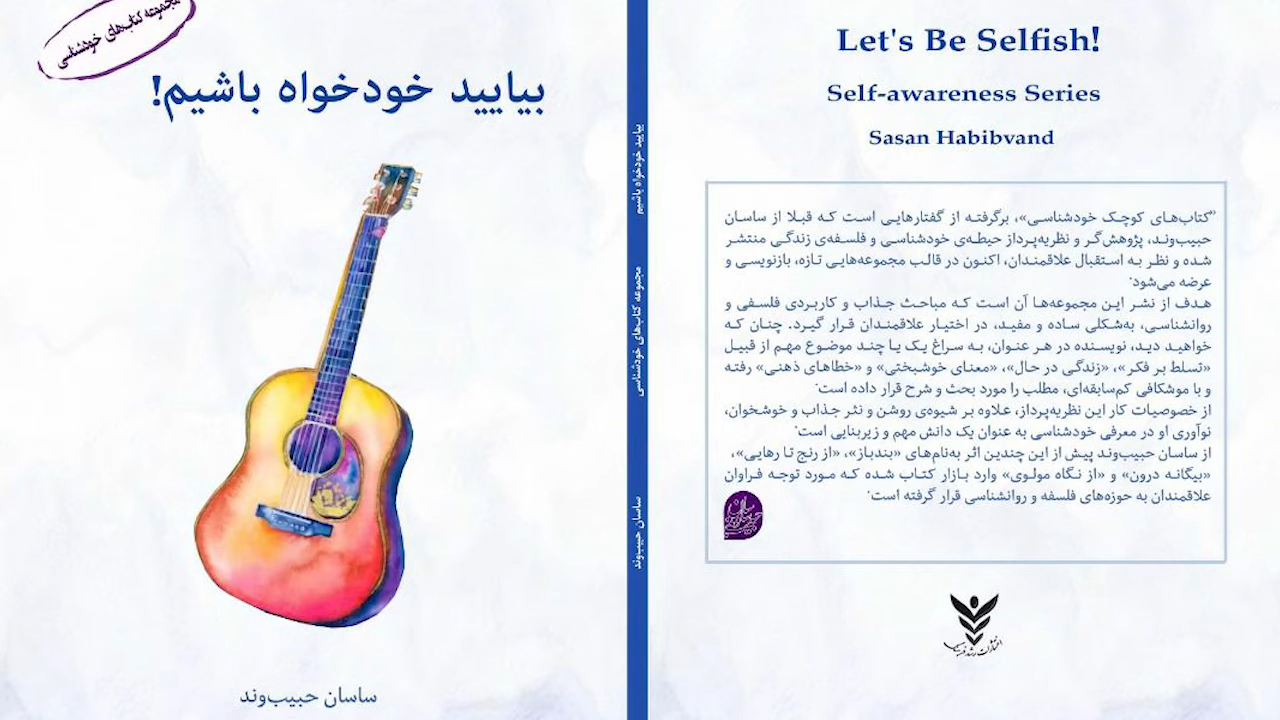 مجموعه کتاب‌های خودشناسی
بیایید خودخواه باشیم!
ساسان حبیب‌وند
بیایید خودخواه باشیم
مجموعه کتاب‌های خودشناسی
ساسان حبیب‌وند
Let's Be Selfish!
Self-awareness Series
Sasan Habibvand
"کتاب‌های کوچک خودشناسی»، برگرفته از گفتارهایی است که قبلا از ساسان
حبیب‌وند، پژوهش‌گر و نظریه‌پرداز حیطه‌ی خودشناسی و فلسفه‌ی زندگی منتشر
شده و نظر به استقبال علاقمندان، اکنون در قالب مجموعه‌هایی تازه، بازنویسی و
عرضه می‌شود.
هدف از نشر این مجموعه‌ها آن است که مباحث جذاب و کاربردی فلسفی و
روانشناسی، به‌شکلی ساده و مفید، در اختیار علاقمندان قرار گیرد. چنان که
خواهید دید، نویسنده در هر عنوان، به سراغ یک یا چند موضوع مهم از قبیل
«تسلط بر فکر»، «زندگی در حال»، «معنای خوشبختی» و «خطاهای ذهنی» رفته
و با موشکافی کم‌سابقه‌ای، مطلب را مورد بحث و شرح قرار داده است.
از خصوصیات کار این نظریه‌پرداز، علاوه بر شیوه‌ی روشن و نثر جذاب و خوشخوان،
نوآوری او در معرفی خودشناسی به عنوان یک دانش مهم و زیربنایی است.
از ساسان حبیب‌وند پیش از این چندین اثر به‌نام‌های «بندباز»، «از رنج تا رهایی»،
«بیگانه درون» و «از نگاه مولوی» وارد بازار کتاب شده که مورد توجه فراوان
علاقمندان به حوزه‌های فلسفه و روانشناسی قرار گرفته است.